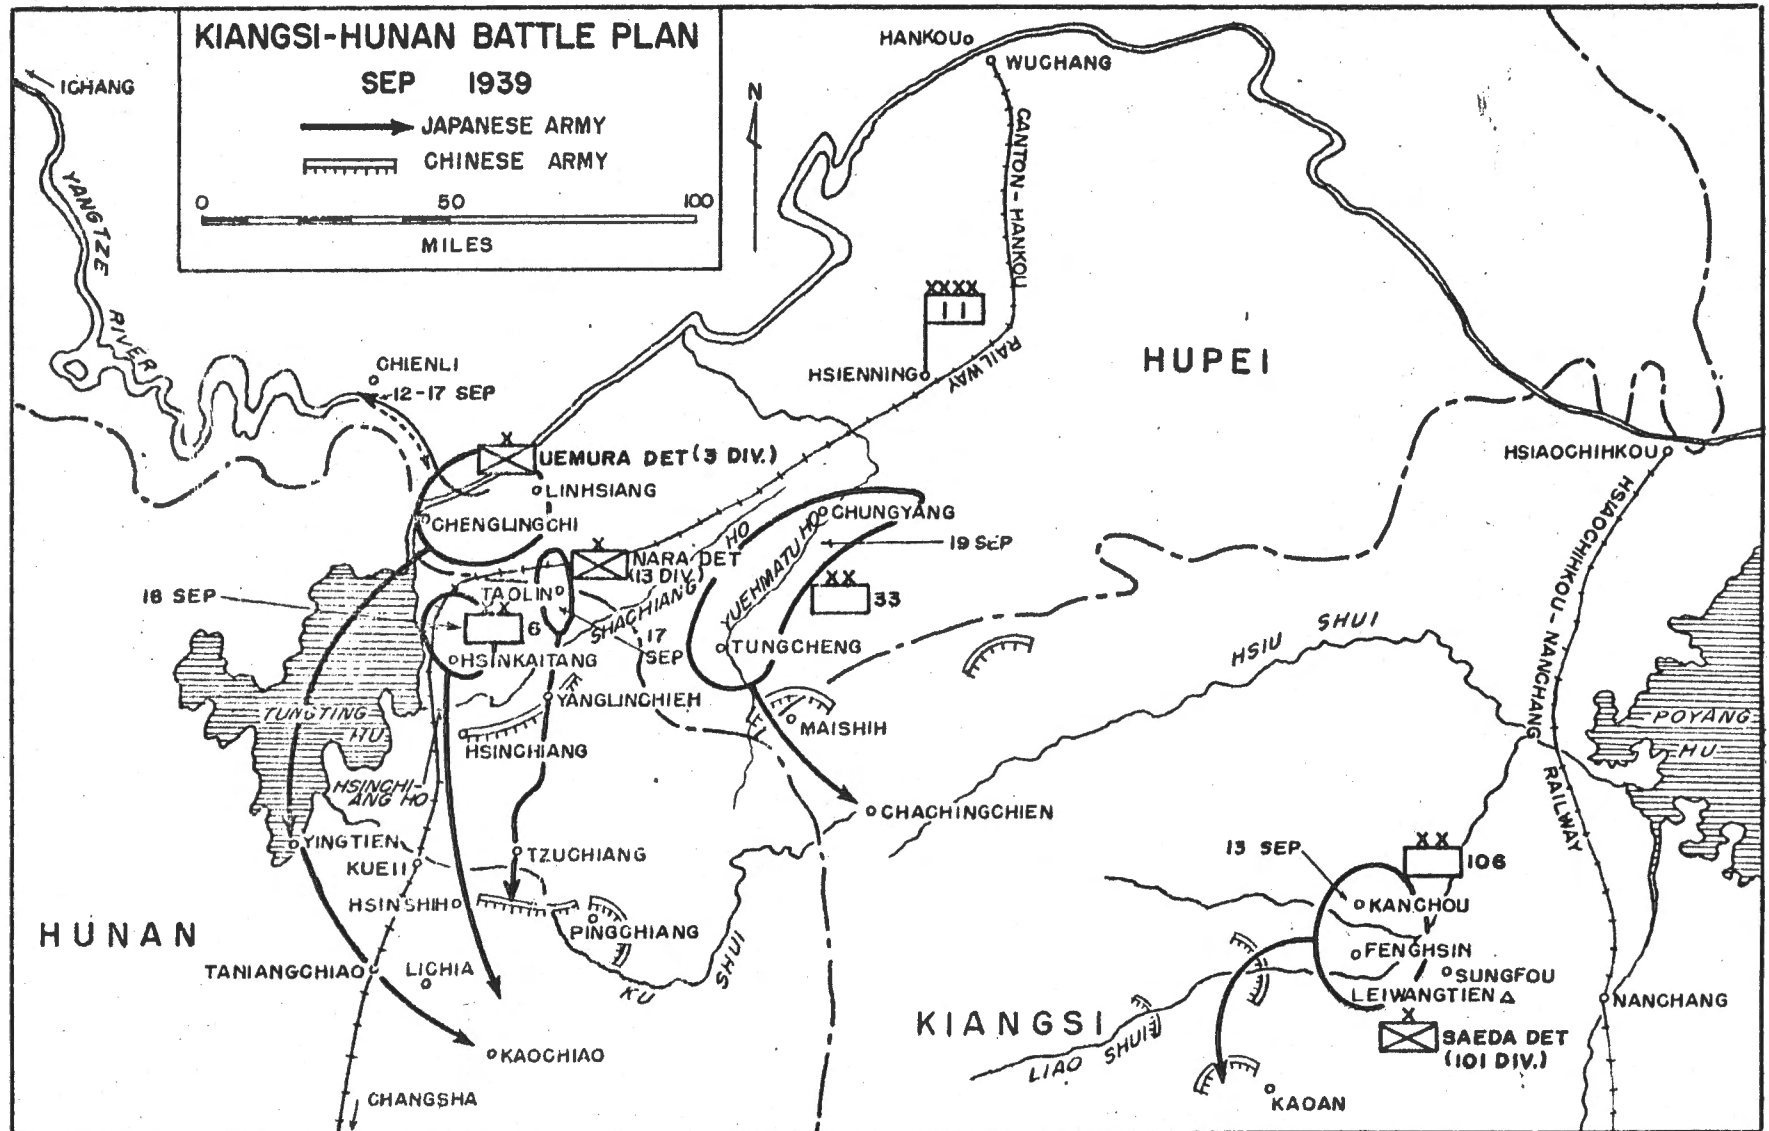 KIANGSI-HUNAN BATTLE PLAN
SEP 1939
JAPANESE ARMY
CHINESE ARMY
0 50 100
MILES
N
ICHANG
YANGTZE
RIVER
HANKOU
WUCHANG
CANTON-HANKOU
RAILWAY
XXXX
11
HSIENNING
HUPEI
CHIENLI
12-17 SEP
X
UEMURA DET (3 DIV.)
LINHSIANG
CHENGLINGCHI
X
NARA DET
(13 DIV.)
TAOLIN
SHACHIANG HO
YUEHMATU HO
CHUNGYANG
19 SEP
XX
33
HSIAOCHIHKOU
HSIAOCHIHKOU-NANCHANG
RAILWAY
18 SEP
XX
6
HSINKAITANG
17
SEP
TUNGCHENG
HSIU SHUI
YANGLINCHIEH
MAISHIH
TUNGTING
HU
HSINCHIANG
HSINCHI-
ANG HO
POYANG
HU
CHACHINGCHIEN
YINGTIEN
KUEII
TZUCHIANG
HSINSHIH
PINGCHIANG
13 SEP
XX
106
KANCHOU
FENGHSIN
SUNGFOU
LEIWANGTIEN
X
SAEDA DET
(101 DIV.)
NANCHANG
HUNAN
TANIANGCHIAO
LICHIA
KU SHUI
KIANGSI
LIAO SHUI
KAOCHIAO
CHANGSHA
KAOAN